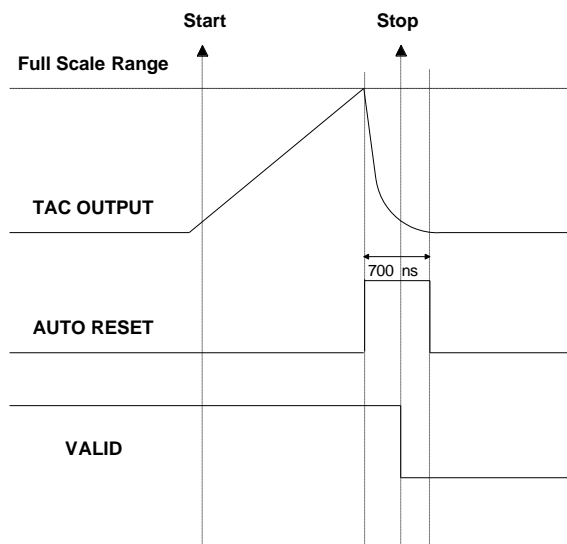 Start
Stop
Full Scale Range
TAC OUTPUT
700 ns
AUTO RESET
VALID